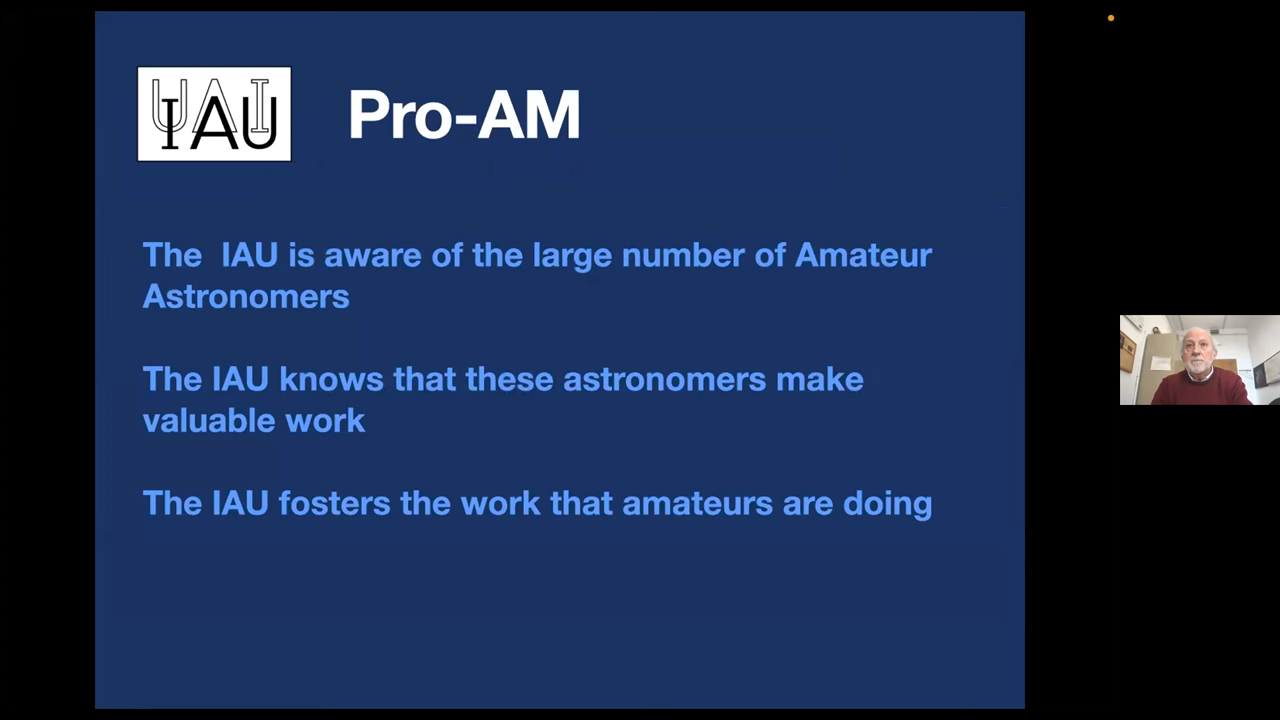 UAI
IAU
Pro-AM
The IAU is aware of the large number of Amateur
Astronomers
The IAU knows that these astronomers make
valuable work
The IAU fosters the work that amateurs are doing